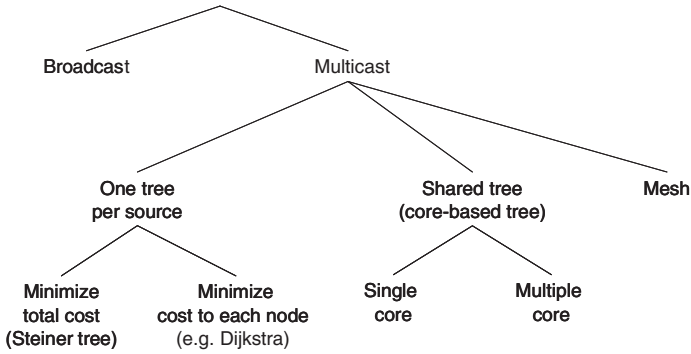 Broadcast
Multicast
One tree
per source
Shared tree
(core-based tree)
Mesh
Minimize
total cost
(Steiner tree)
Minimize
cost to each node
(e.g. Dijkstra)
Single
core
Multiple
core